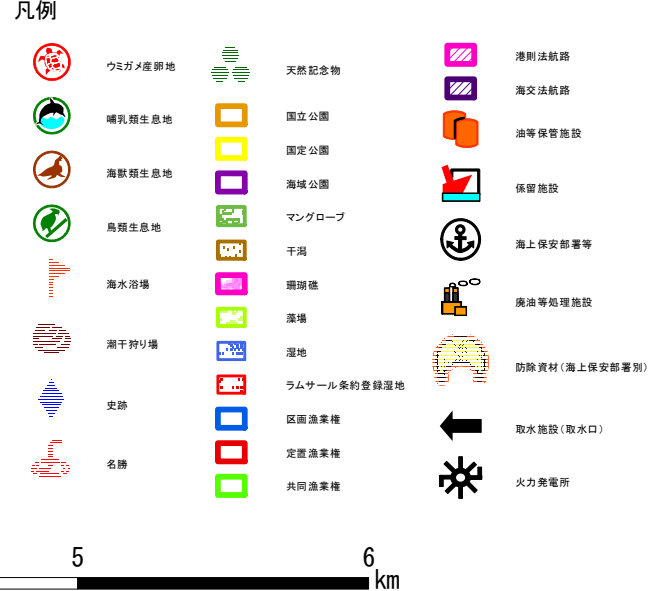 凡例
ウミガメ産卵地
哺乳類生息地
海獣類生息地
鳥類生息地
海水浴場
潮干狩り場
史跡
名勝
天然記念物
国立公園
国定公園
海域公園
マングローブ
干潟
珊瑚礁
藻場
湿地
ラムサール条約登録湿地
区画漁業権
定置漁業権
共同漁業権
港則法航路
海交法航路
油等保管施設
係留施設
海上保安部署等
廃油等処理施設
防除資材(海上保安部署別)
取水施設(取水口)
火力発電所
5 6
km